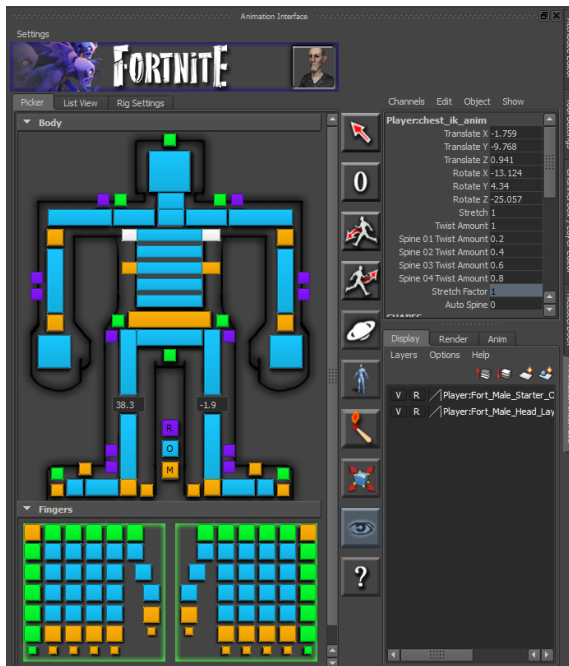 Animation Interface
Settings
FORTNITE
Picker List View Rig Settings
Body
38.3 -1.9
R
O
M
Fingers
0
?
Channels Edit Object Show
Player:chest_ik_anim
Translate X -1.759
Translate Y -9.768
Translate Z 0.941
Rotate X -13.124
Rotate Y 4.34
Rotate Z -25.057
Stretch 1
Twist Amount 1
Spine 01 Twist Amount 0.2
Spine 02 Twist Amount 0.4
Spine 03 Twist Amount 0.6
Spine 04 Twist Amount 0.8
Stretch Factor 1
Auto Spine 0
SHAPES
Display Render Anim
Layers Options Help
V R Player:Fort_Male_Starter_O
V R Player:Fort_Male_Head_Lay